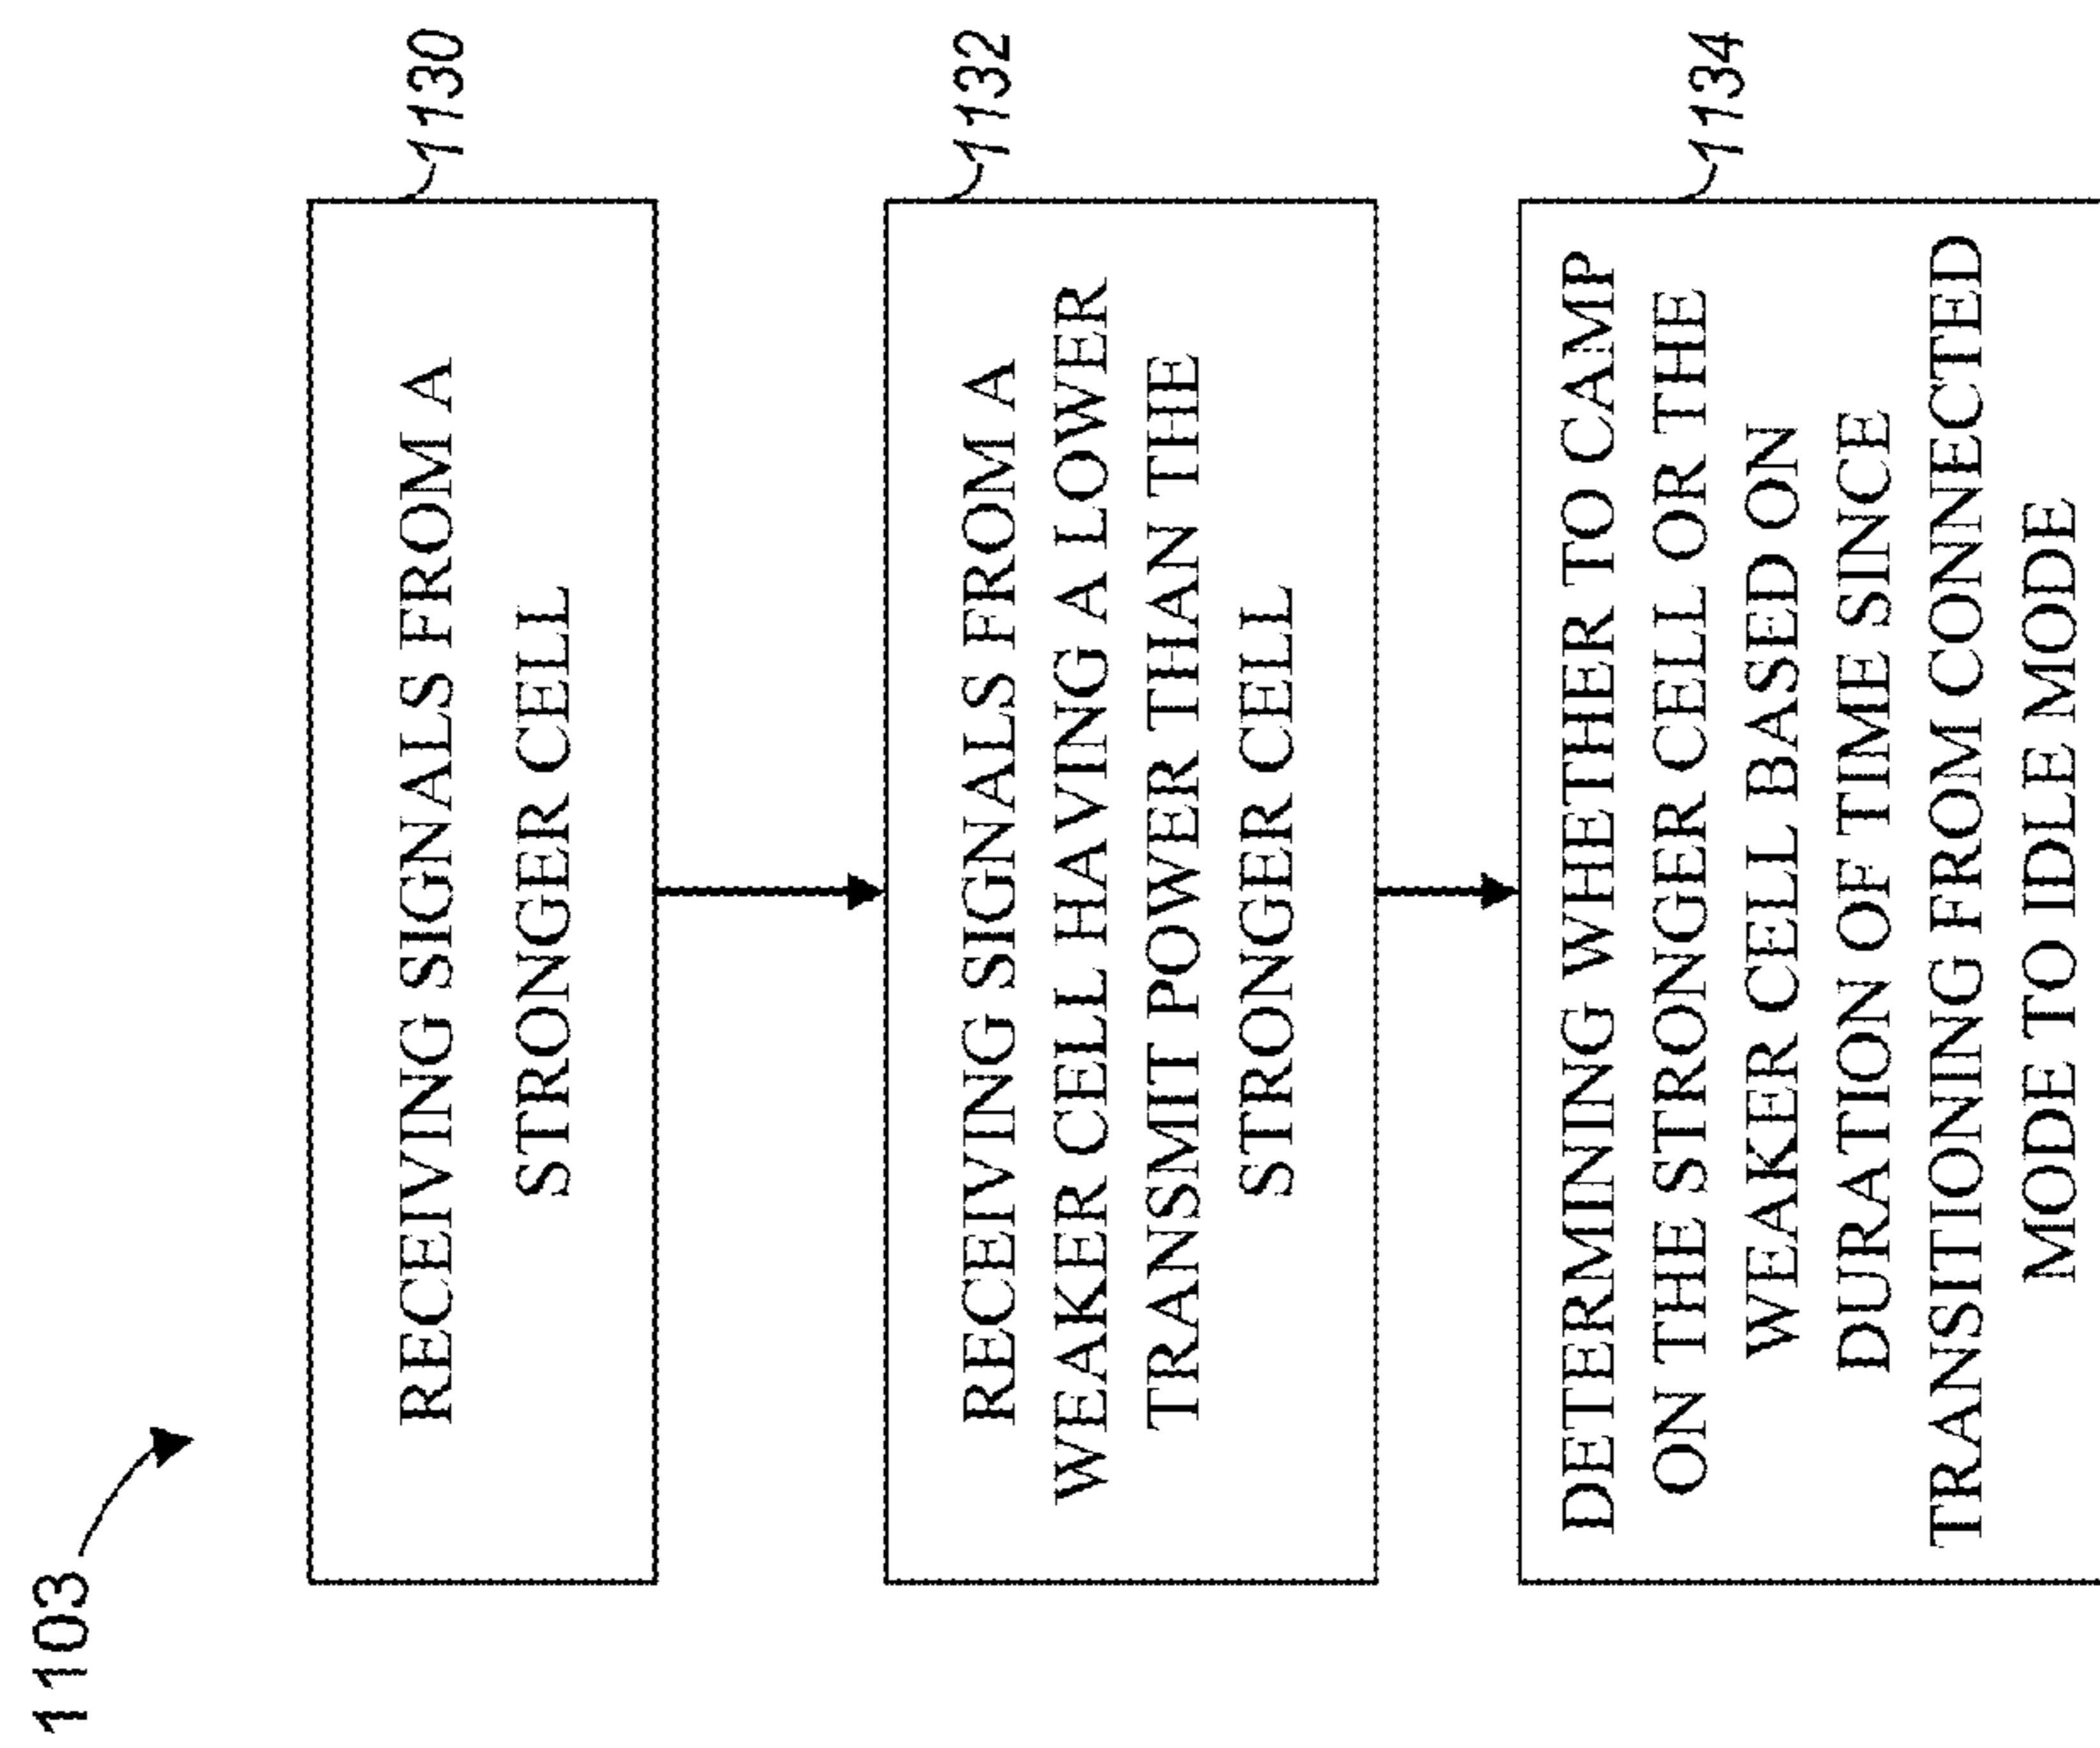 1103
1130
RECEIVING SIGNALS FROM A
STRONGER CELL
1132
RECEIVING SIGNALS FROM A
WEAKER CELL HAVING A LOWER
TRANSMIT POWER THAN THE
STRONGER CELL
1134
DETERMINING WHETHER TO CAMP
ON THE STRONGER CELL OR THE
WEAKER CELL BASED ON
DURATION OF TIME SINCE
TRANSITIONING FROM CONNECTED
MODE TO IDLE MODE